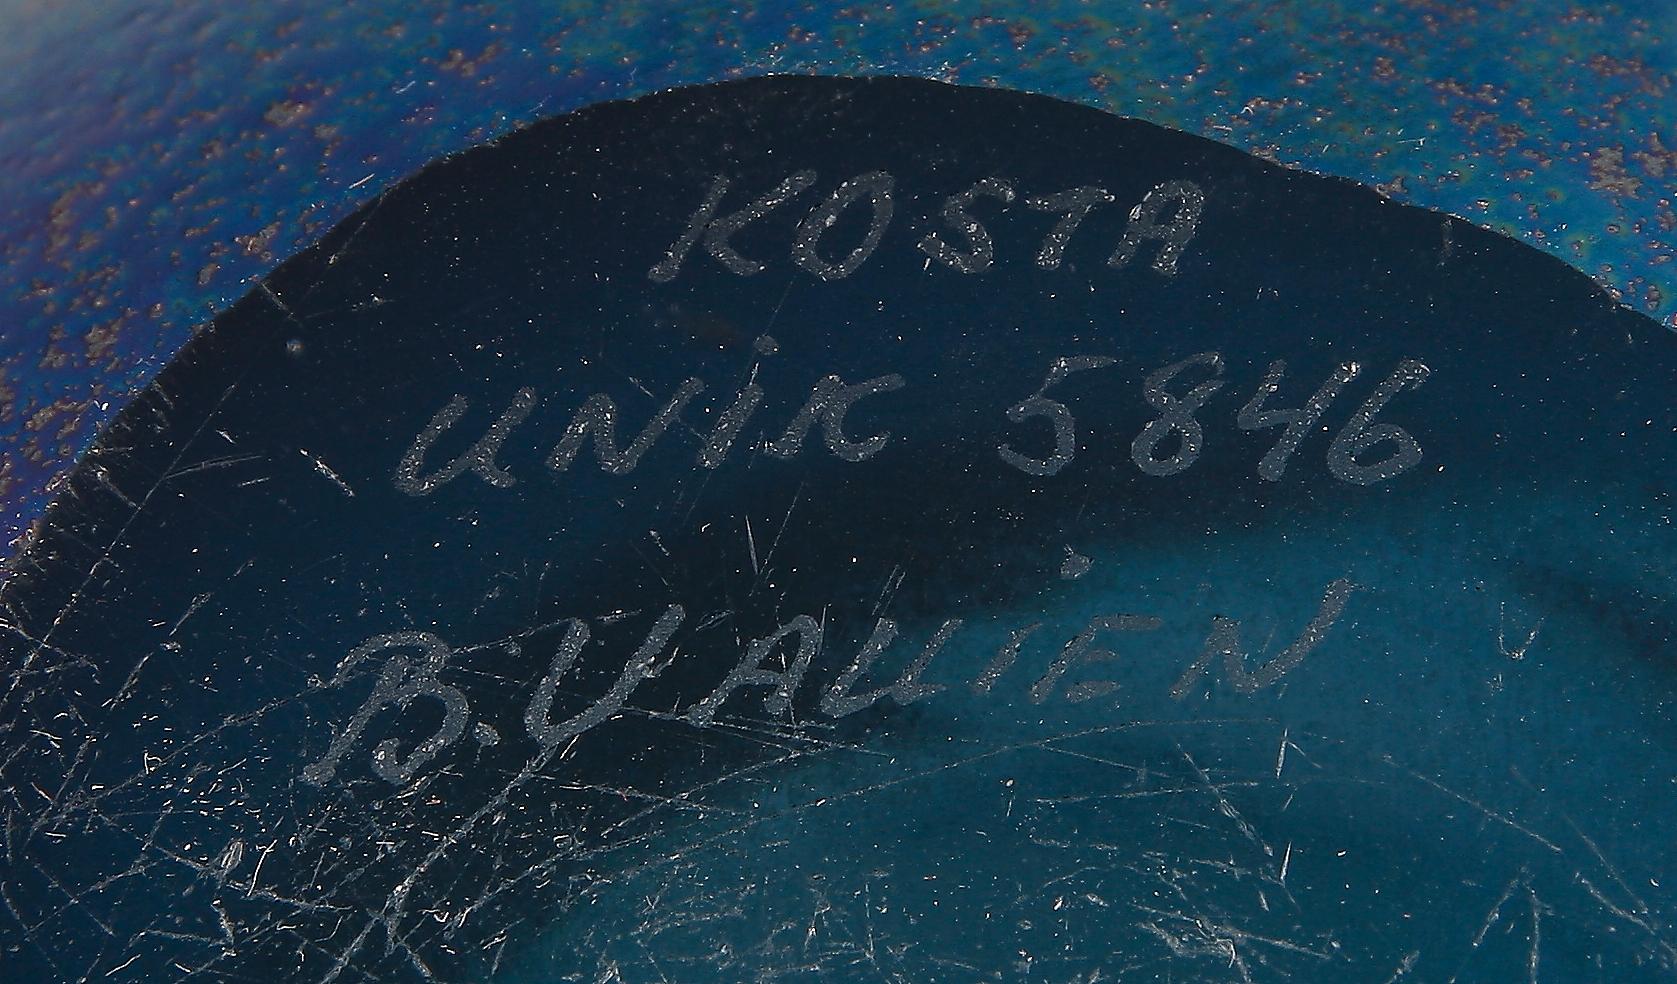 KOSTA
UNiK 5846
B. VALLIEN